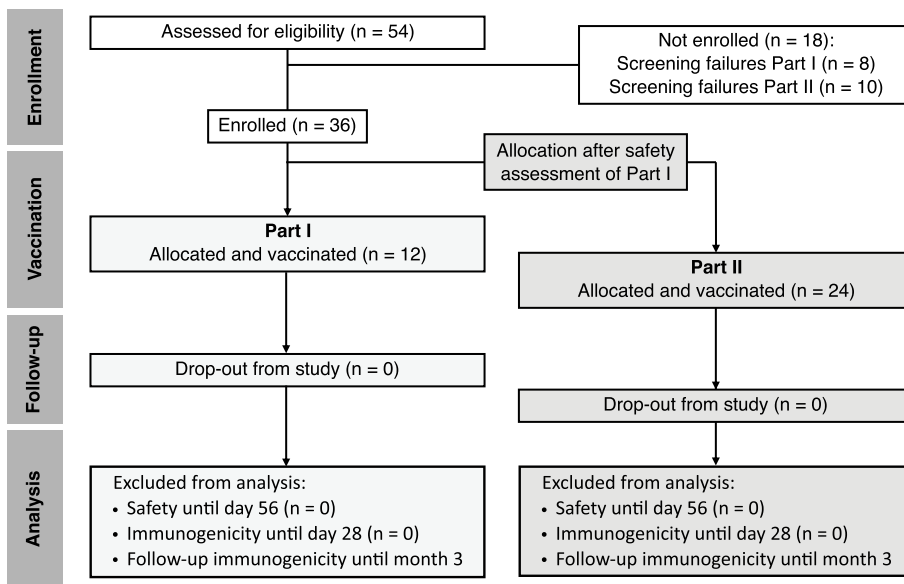 Enrollment
Assessed for eligibility (n = 54)
Not enrolled (n = 18):
Screening failures Part I (n = 8)
Screening failures Part II (n = 10)
Enrolled (n = 36)
Allocation after safety
assessment of Part I
Vaccination
Part I
Allocated and vaccinated (n = 12)
Part II
Allocated and vaccinated (n = 24)
Follow-up
Drop-out from study (n = 0)
Drop-out from study (n = 0)
Analysis
Excluded from analysis:
• Safety until day 56 (n = 0)
• Immunogenicity until day 28 (n = 0)
• Follow-up immunogenicity until month 3
Excluded from analysis:
• Safety until day 56 (n = 0)
• Immunogenicity until day 28 (n = 0)
• Follow-up immunogenicity until month 3